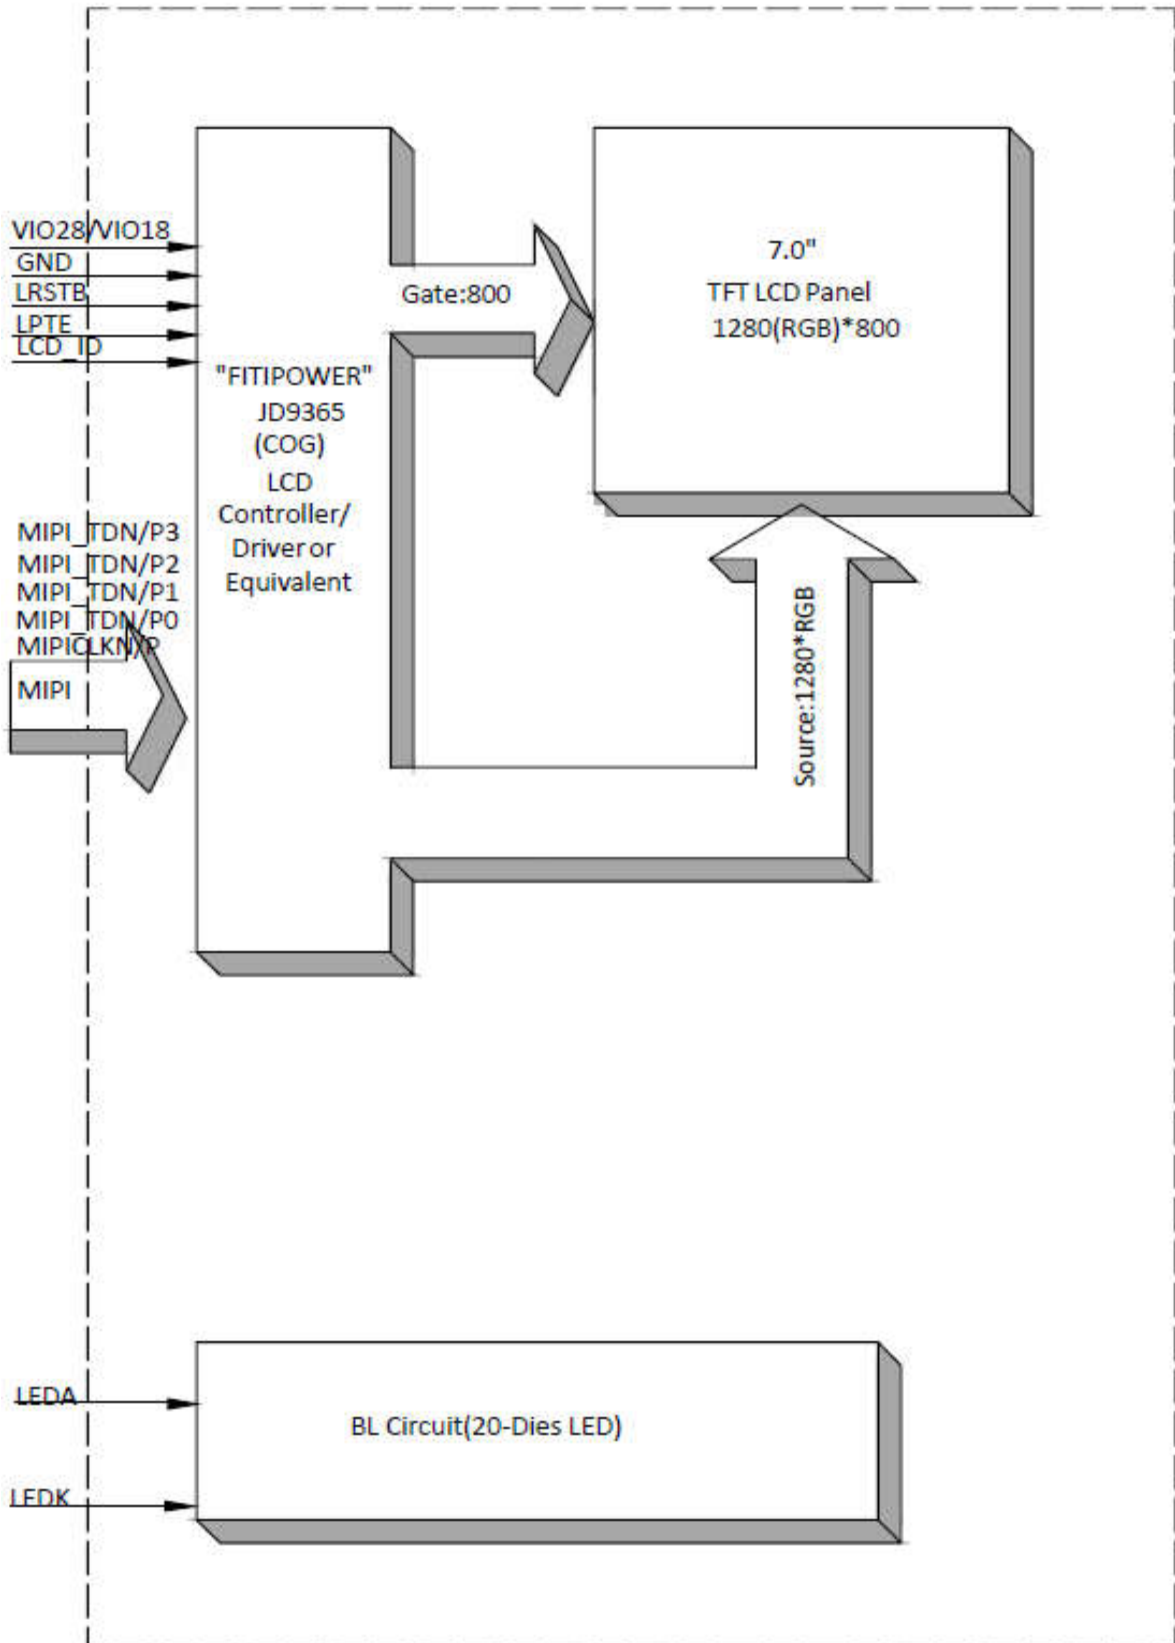 VIO28/VIO18
GND
LRSTB
LPTE
LCD_ID
"FITIPOWER"
JD9365
(COG)
LCD
Controller/
Driver or
Equivalent
Gate:800
7.0"
TFT LCD Panel
1280(RGB)*800
MIPI_TDN/P3
MIPI_TDN/P2
MIPI_TDN/P1
MIPI_TDN/P0
MIPICLKN/P
MIPI
Source:1280*RGB
LEDA
LEDK
BL Circuit(20-Dies LED)